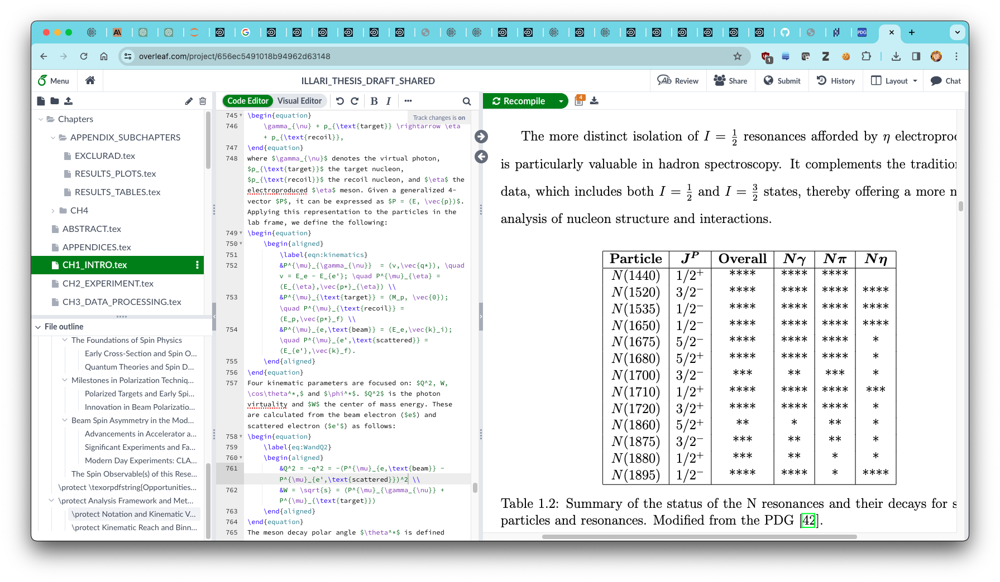 PDG
overleaf.com/project/656ec5491018b94962d63148
1
Menu
ILLARI_THESIS_DRAFT_SHARED
Review
Share
Submit
History
Layout
Chat
Code Editor
Visual Editor
B
I
Recompile
4
Chapters
APPENDIX_SUBCHAPTERS
EXCLURAD.tex
RESULTS_PLOTS.tex
RESULTS_TABLES.tex
CH4
ABSTRACT.tex
APPENDICES.tex
CH1_INTRO.tex
CH2_EXPERIMENT.tex
CH3_DATA_PROCESSING.tex
File outline
The Foundations of Spin Physics
Early Cross-Section and Spin O...
Quantum Theories and Spin D...
Milestones in Polarization Techniq...
Polarized Targets and Early Spi...
Innovation in Beam Polarizatio...
Beam Spin Asymmetry in the Mod...
Advancements in Accelerator a...
Significant Experiments and Fa...
Modern Day Experiments: CLA...
The Spin Observable(s) of this Rese...
\protect \texorpdfstring{Opportunities...
\protect Analysis Framework and Met...
\protect Notation and Kinematic V...
\protect Kinematic Reach and Binn...
Track changes is on
745 \begin{equation}
746 \gamma_{\nu} + p_{\text{target}} \rightarrow \eta
+ p_{\text{recoil}},
747 \end{equation}
748 where $\gamma_{\nu}$ denotes the virtual photon,
$p_{\text{target}}$ the target nucleon,
$p_{\text{recoil}}$ the recoil nucleon, and $\eta$ the
electroproduced $\eta$ meson. Given a generalized 4-
vector $P$, it can be expressed as $P = (E, \vec{p})$.
Applying this representation to the particles in the
lab frame, we define the following:
749 \begin{equation}
750 \begin{aligned}
751 \label{eqn:kinematics}
752 &P^{\mu}_{\gamma_{\nu}}  = (v,\vec{q*}), \quad
v = E_e − E_{e'}; \quad P^{\mu}_{\eta} =
(E_{\eta},\vec{p*}_{\eta}) \\
753 &P^{\mu}_{\text{target}} = (M_p, \vec{0});
\quad P^{\mu}_{\text{recoil}} =
(E_p,\vec{p*}_f) \\
754 &P^{\mu}_{e,\text{beam}} = (E_e,\vec{k}_i);
\quad P^{\mu}_{e',\text{scattered}} =
(E_{e'},\vec{k}_f).
755 \end{aligned}
756 \end{equation}
757 Four kinematic parameters are focused on: $Q^2, W,
\cos\theta^*,$ and $\phi^*$. $Q^2$ is the photon
virtuality and $W$ the center of mass energy. These
are calculated from the beam electron ($e$) and
scattered electron ($e'$) as follows:
758 \begin{equation}
759 \label{eq:WandQ2}
760 \begin{aligned}
761 &Q^2 = −q^2 = −(P^{\mu}_{e,\text{beam}} −
P^{\mu}_{e',\text{scattered}})^2 \\
762 &W = \sqrt{s} = (P^{\mu}_{\gamma_{\nu}} +
P^{\mu}_{\text{target}})
763 \end{aligned}
764 \end{equation}
765 The meson decay polar angle $\theta^*$ is defined
The more distinct isolation of I = 1/2 resonances afforded by η electroproc
is particularly valuable in hadron spectroscopy. It complements the tradition
data, which includes both I = 1/2 and I = 3/2 states, thereby offering a more n
analysis of nucleon structure and interactions.
Particle J^P Overall Nγ Nπ Nη
N(1440) 1/2⁺ **** **** ****
N(1520) 3/2⁻ **** **** **** ****
N(1535) 1/2⁻ **** **** **** ****
N(1650) 1/2⁻ **** **** **** ****
N(1675) 5/2⁻ **** **** **** *
N(1680) 5/2⁺ **** **** **** *
N(1700) 3/2⁻ *** ** *** *
N(1710) 1/2⁺ **** **** **** ***
N(1720) 3/2⁺ **** **** **** *
N(1860) 5/2⁺ ** * ** *
N(1875) 3/2⁻ *** ** ** *
N(1880) 1/2⁺ *** ** * *
N(1895) 1/2⁻ **** **** * ****
Table 1.2: Summary of the status of the N resonances and their decays for s
particles and resonances. Modified from the PDG [42].